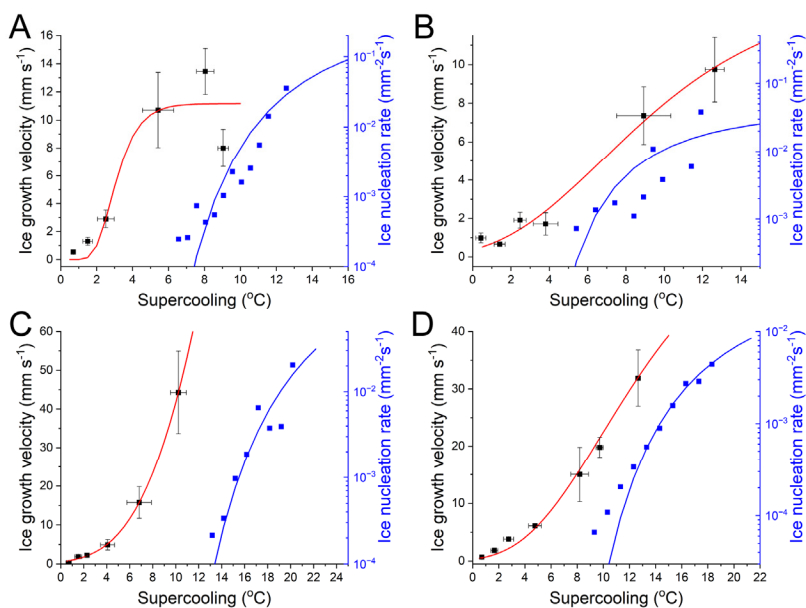 A
Ice growth velocity (mm s-1)
16
14
12
10
8
6
4
2
0
0 2 4 6 8 10 12 14 16
Supercooling (oC)
10-1
10-2
10-3
10-4
Ice nucleation rate (mm-2s-1)
B
Ice growth velocity (mm s-1)
10
8
6
4
2
0
0 2 4 6 8 10 12 14
Supercooling (oC)
10-1
10-2
10-3
Ice nucleation rate (mm-2s-1)
C
Ice growth velocity (mm s-1)
60
50
40
30
20
10
0
0 2 4 6 8 10 12 14 16 18 20 22 24
Supercooling (oC)
10-2
10-3
10-4
Ice nucleation rate (mm-2s-1)
D
Ice growth velocity (mm s-1)
40
30
20
10
0
0 2 4 6 8 10 12 14 16 18 20 22
Supercooling (oC)
10-2
10-3
10-4
Ice nucleation rate (mm-2s-1)